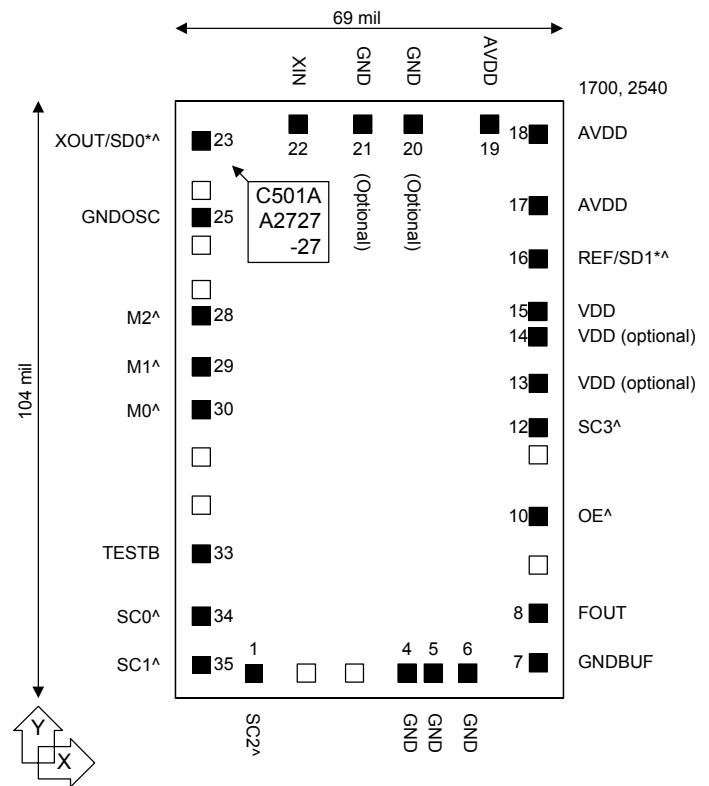 69 mil
XIN
GND
GND
AVDD
1700, 2540
XOUT/SD0*^
23
22
21
20
19
18
AVDD
(Optional)
(Optional)
C501A
A2727
-27
GNDOSC
25
17
AVDD
16
REF/SD1*^
M2^
28
15
VDD
14
VDD (optional)
M1^
29
13
VDD (optional)
M0^
30
12
SC3^
104 mil
10
OE^
TESTB
33
SC0^
34
8
FOUT
SC1^
35
1
4
5
6
7
GNDBUF
SC2^
GND
GND
GND
Y
X